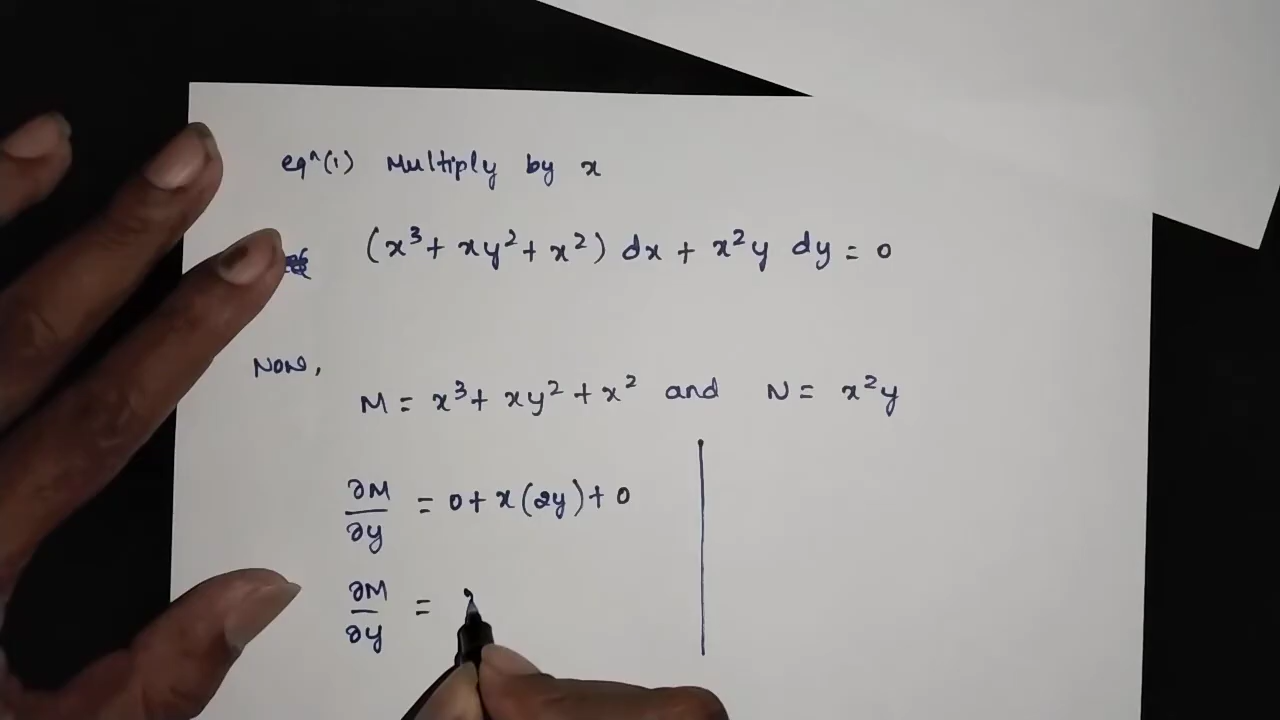 eqⁿ(1) Multiply by x
(x³ + xy² + x²) dx + x²y dy = 0
Now,
M = x³ + xy² + x² and N = x²y
∂M/∂y = 0 + x(2y) + 0
∂M/∂y =